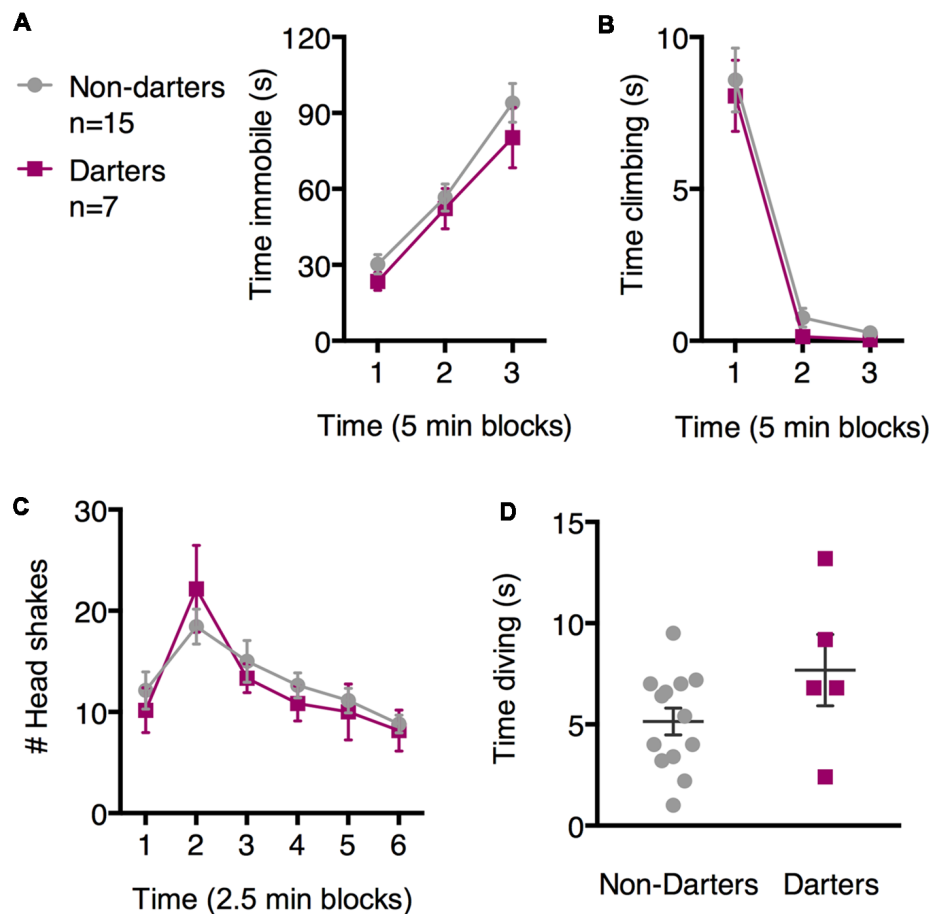 A
Non-darters
n=15
Darters
n=7
Time immobile (s)
120
90
60
30
0
1 2 3
Time (5 min blocks)
B
Time climbing (s)
10
5
0
1 2 3
Time (5 min blocks)
C
# Head shakes
30
20
10
0
1 2 3 4 5 6
Time (2.5 min blocks)
D
Time diving (s)
15
10
5
0
Non-Darters Darters